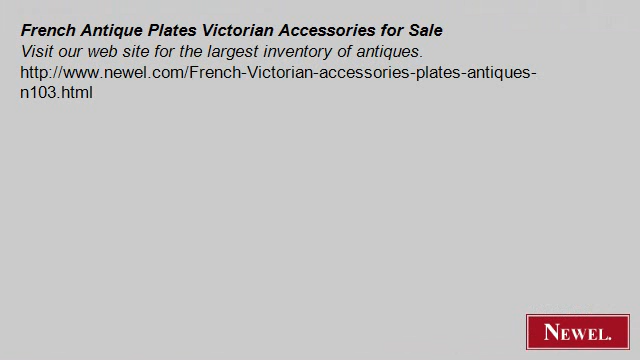 French Antique Plates Victorian Accessories for Sale
Visit our web site for the largest inventory of antiques.
http://www.newel.com/French-Victorian-accessories-plates-antiques-
n103.html
NEWEL.